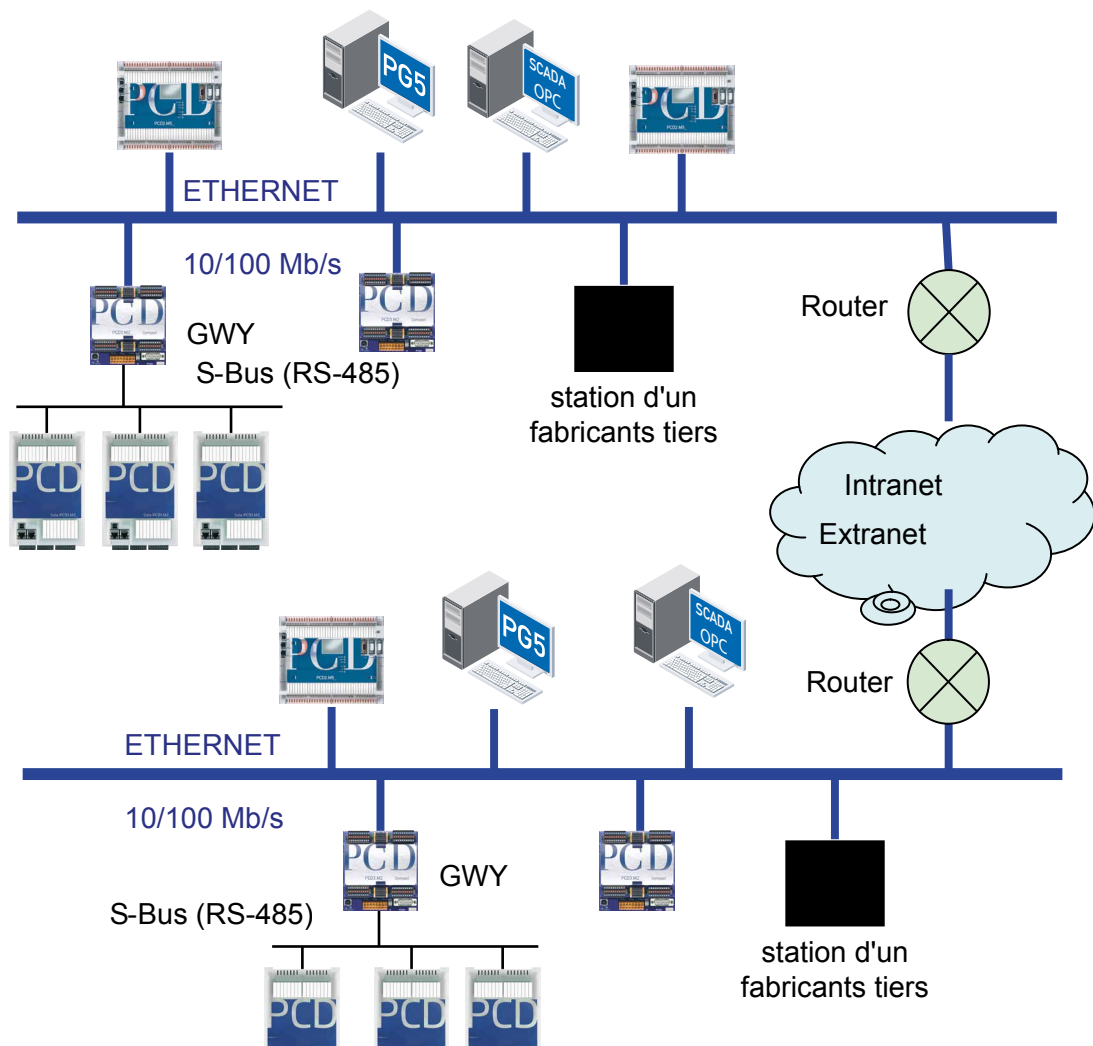 PG5
SCADA
OPC
PCD
PCD
ETHERNET
10/100 Mb/s
PCD
PCD
GWY
S-Bus (RS-485)
Router
station d'un
fabricants tiers
PCD
PCD
PCD
Intranet
Extranet
PG5
SCADA
OPC
PCD
Router
ETHERNET
10/100 Mb/s
PCD
PCD
GWY
S-Bus (RS-485)
station d'un
fabricants tiers
PCD
PCD
PCD